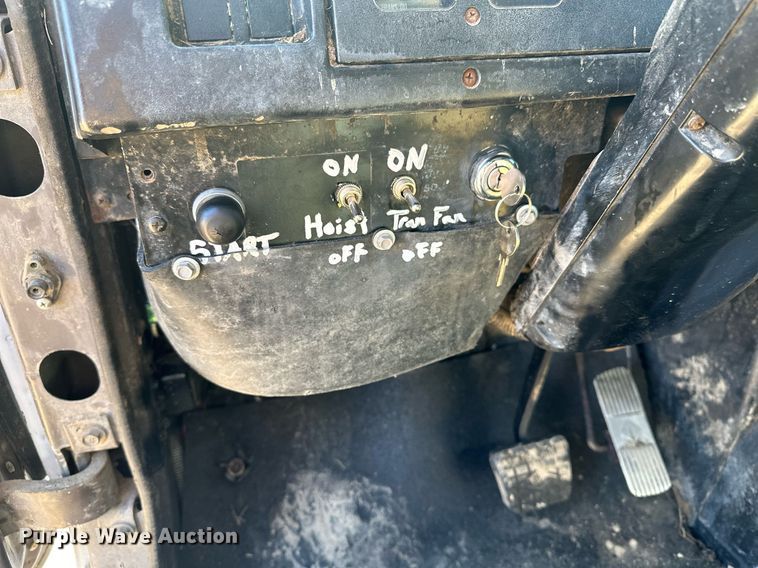 ON ON
START Hoist Tran Fan
OFF OFF
Purple Wave Auction